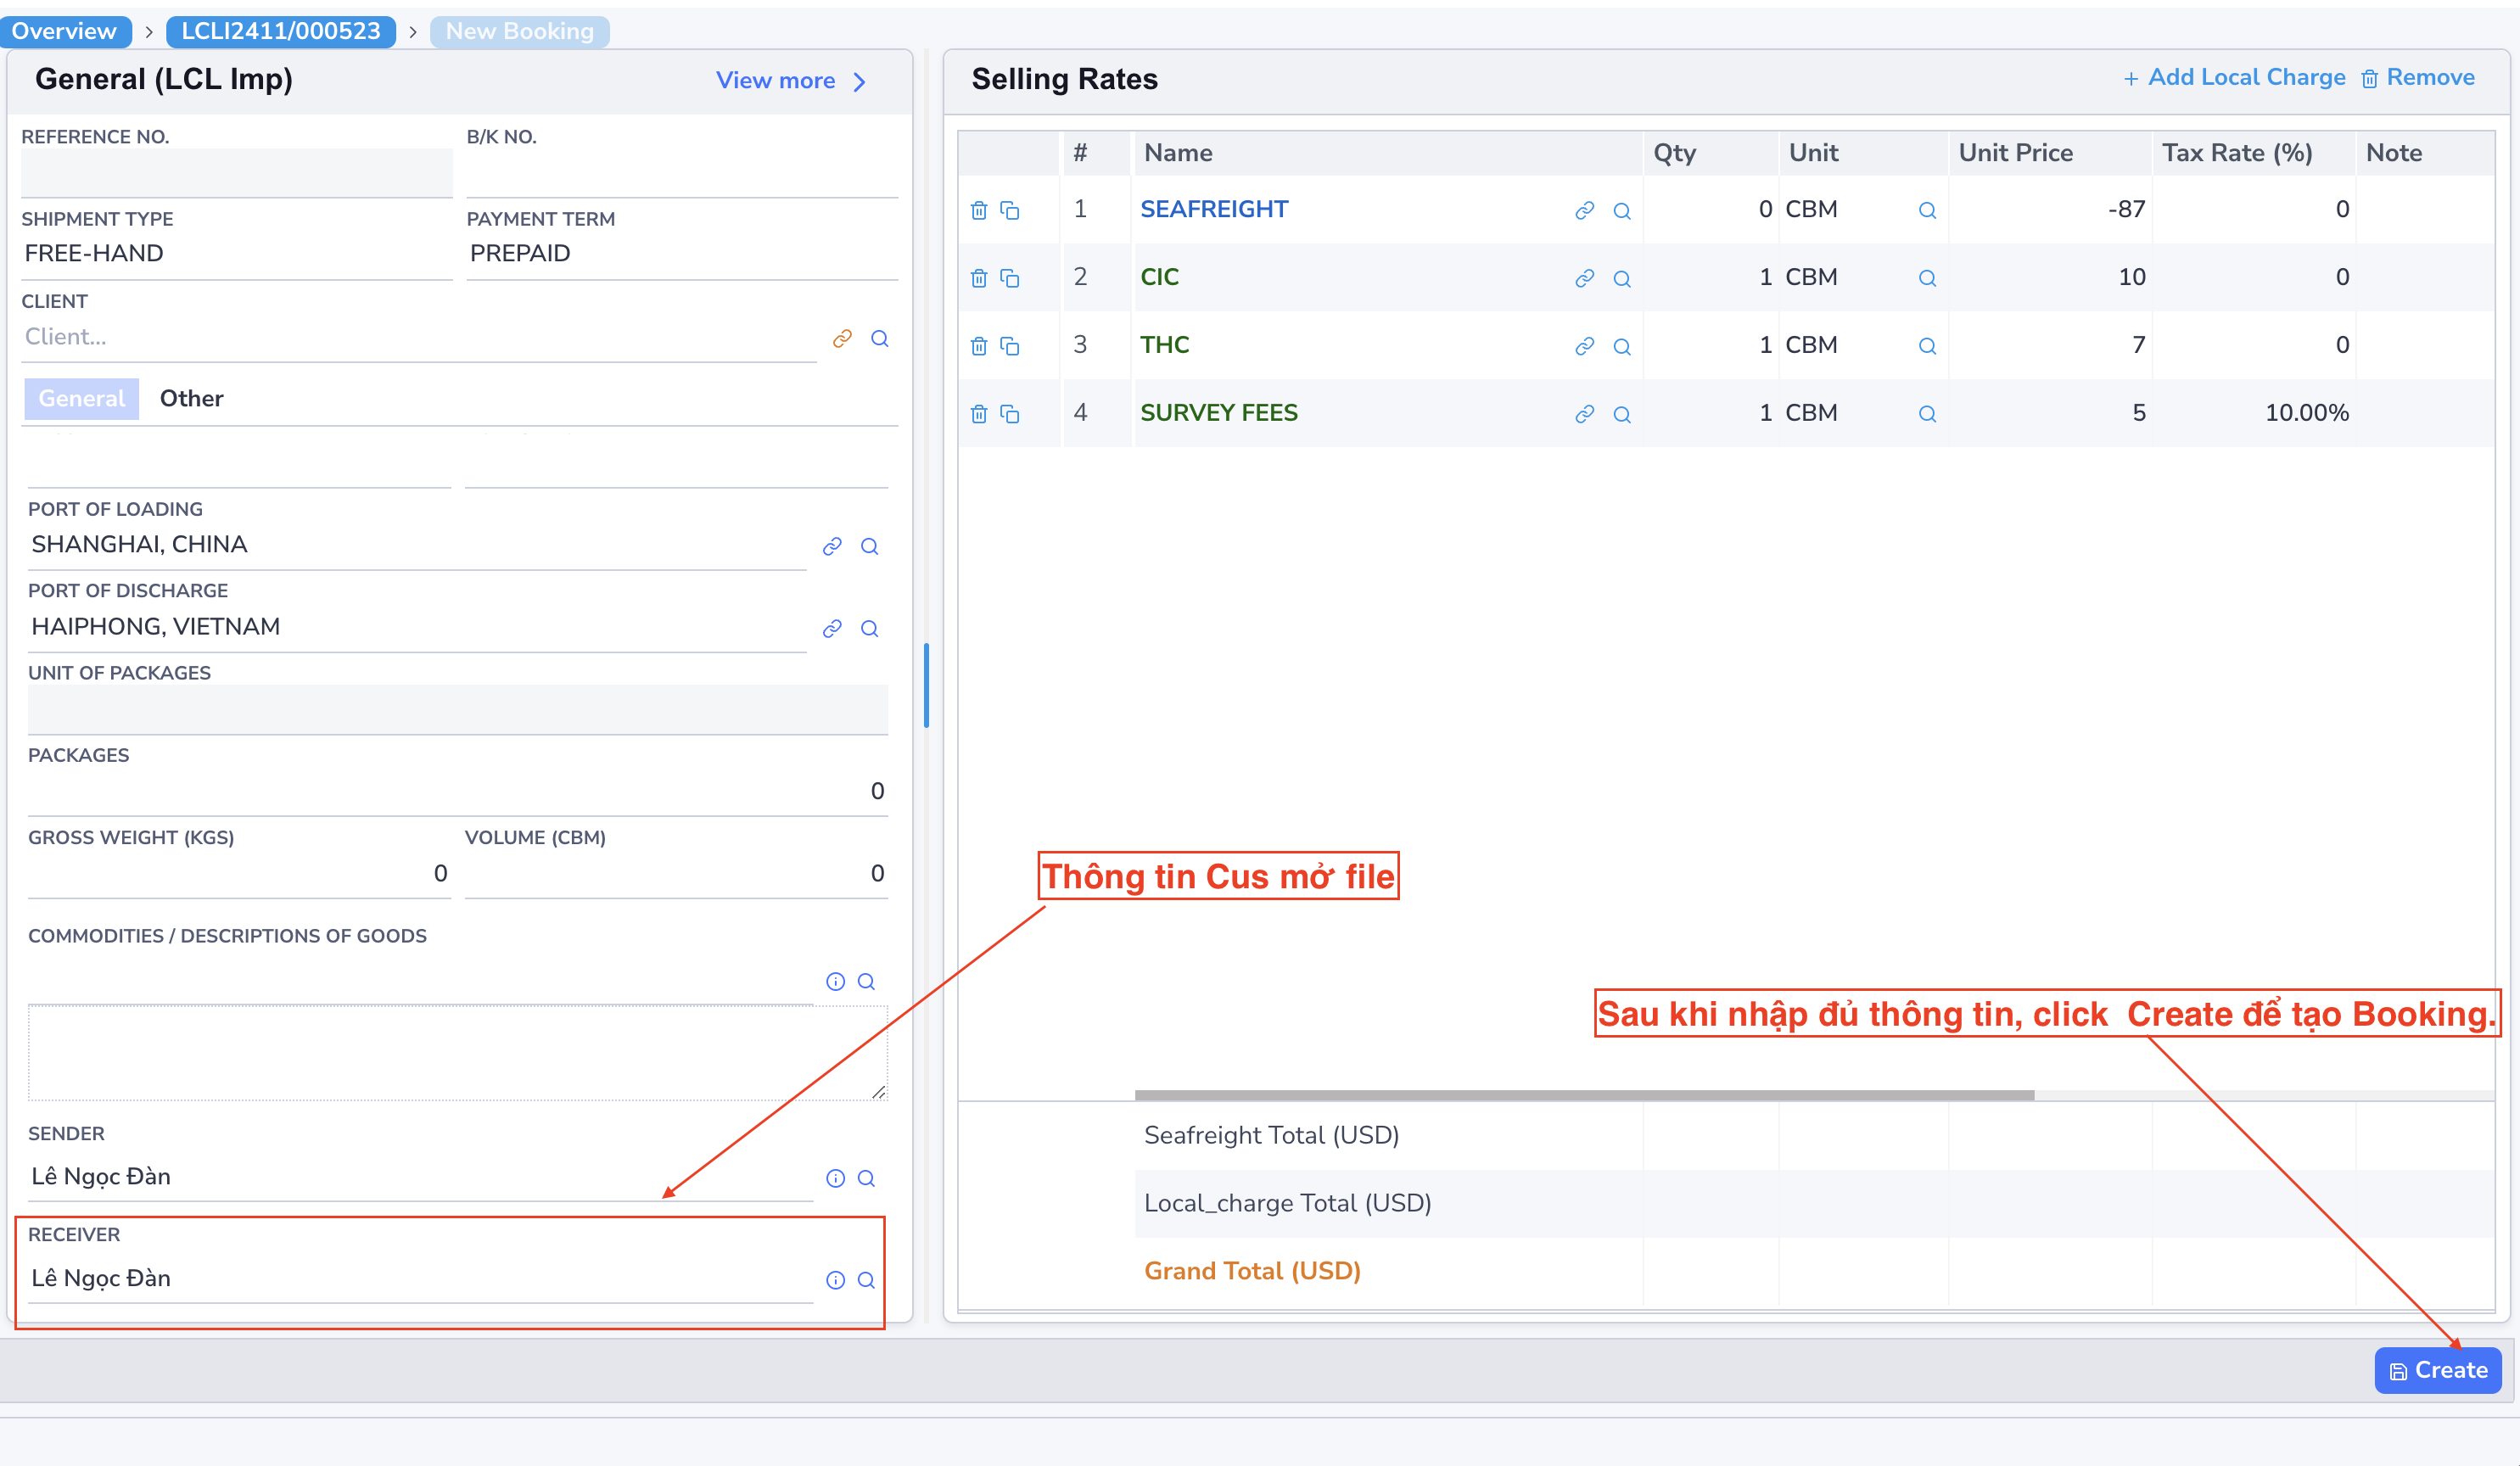 Overview > LCLI2411/000523 > New Booking
General (LCL Imp) View more
REFERENCE NO. B/K NO.
SHIPMENT TYPE PAYMENT TERM
FREE-HAND PREPAID
CLIENT
Client...
General Other
PORT OF LOADING
SHANGHAI, CHINA
PORT OF DISCHARGE
HAIPHONG, VIETNAM
UNIT OF PACKAGES
PACKAGES
0
GROSS WEIGHT (KGS) VOLUME (CBM)
0 0
COMMODITIES / DESCRIPTIONS OF GOODS
SENDER
Lê Ngọc Đàn
RECEIVER
Lê Ngọc Đàn
Selling Rates + Add Local Charge Remove
# Name Qty Unit Unit Price Tax Rate (%) Note
1 SEAFREIGHT 0 CBM -87 0
2 CIC 1 CBM 10 0
3 THC 1 CBM 7 0
4 SURVEY FEES 1 CBM 5 10.00%
Thông tin Cus mở file
Sau khi nhập đủ thông tin, click Create để tạo Booking.
Seafreight Total (USD)
Local_charge Total (USD)
Grand Total (USD)
Create